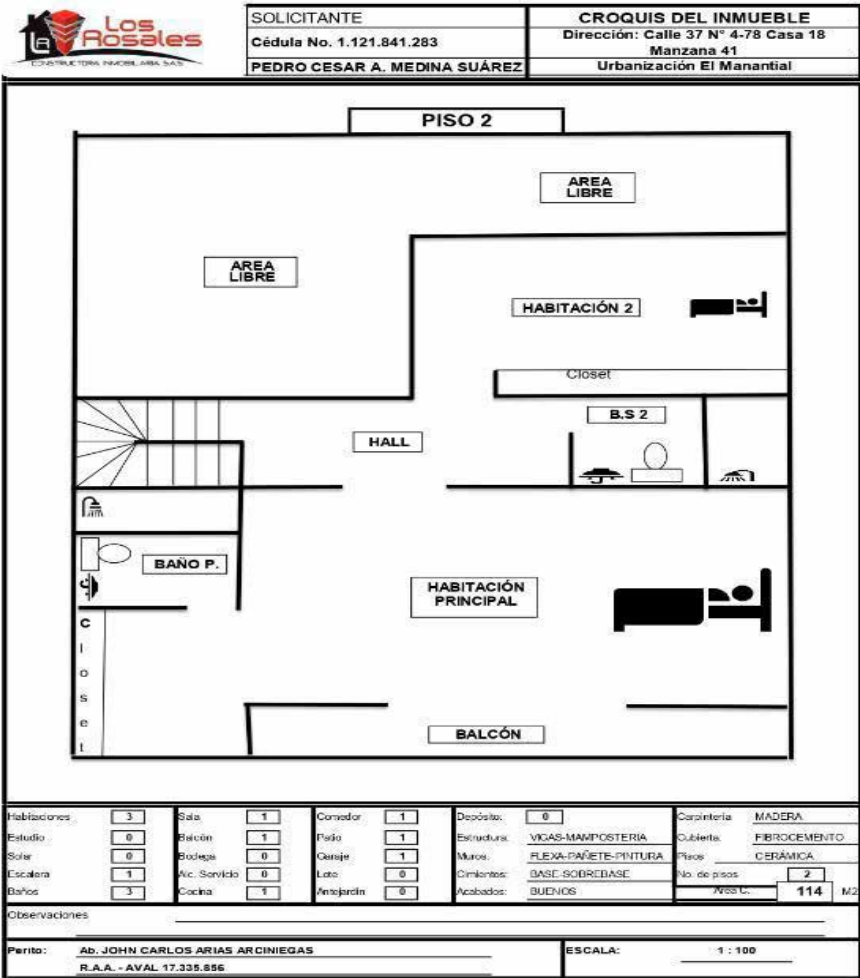 Los
Rosales
CONSTRUCTORA INMOBILIARIA S.A.S
SOLICITANTE
Cédula No. 1.121.841.283
PEDRO CESAR A. MEDINA SUÁREZ
CROQUIS DEL INMUEBLE
Dirección: Calle 37 N° 4-78 Casa 18
Manzana 41
Urbanización El Manantial
PISO 2
AREA
LIBRE
AREA
LIBRE
HABITACIÓN 2
Closet
B.S 2
HALL
BAÑO P.
HABITACIÓN
PRINCIPAL
Closet
BALCÓN
Habitaciones 3 Sala 1 Comedor 1 Depósito: 0 Carpintería MADERA
Estudio 0 Balcón 1 Patio 1 Estructura: VIGAS-MAMPOSTERIA Cubierta: FIBROCEMENTO
Solar 0 Bodega 0 Garaje 1 Muros: FLEXA-PAÑETE-PINTURA Pisos CERÁMICA
Escalera 1 Alc. Servicio 0 Lote 0 Cimientos: BASE-SOBREBASE No. de pisos 2
Baños 3 Cocina 1 Antejardín 0 Acabados: BUENOS Area C. 114 M2
Observaciones
Perito: Ab. JOHN CARLOS ARIAS ARCINIEGAS ESCALA: 1 : 100
R.A.A. - AVAL 17.335.856